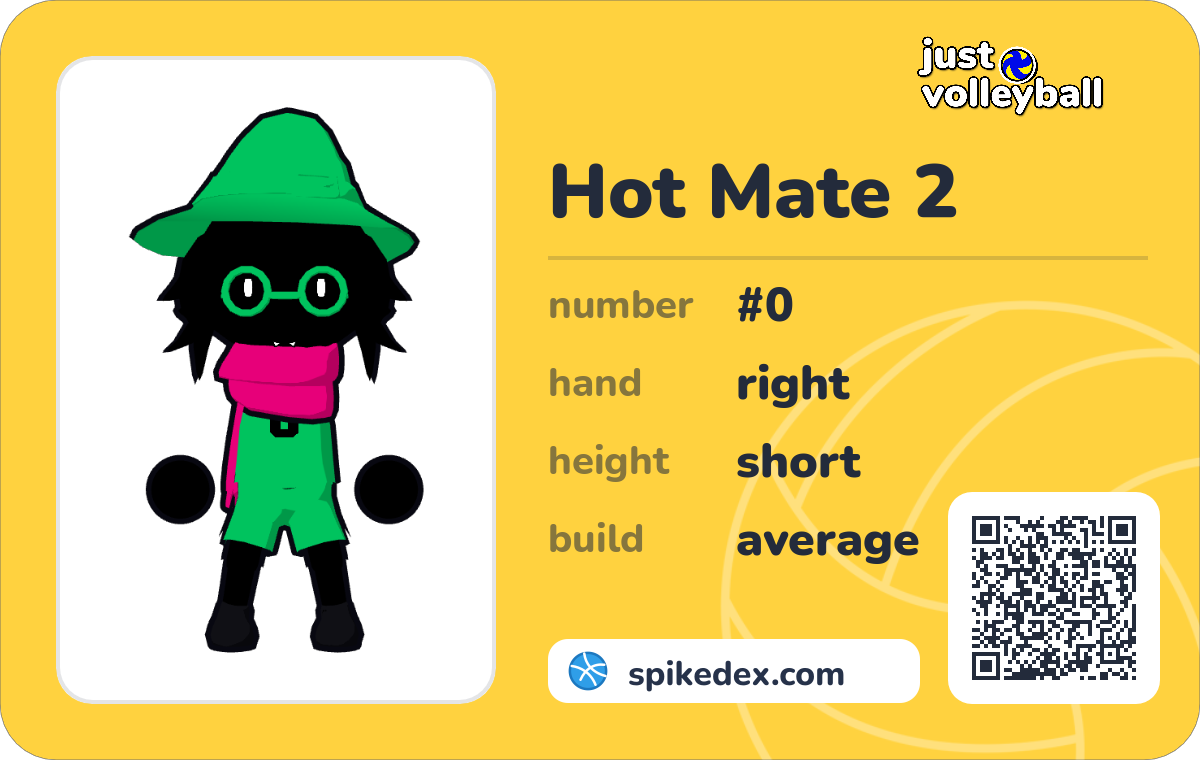 just
volleyball
Hot Mate 2
number #0
hand right
height short
build average
spikedex.com